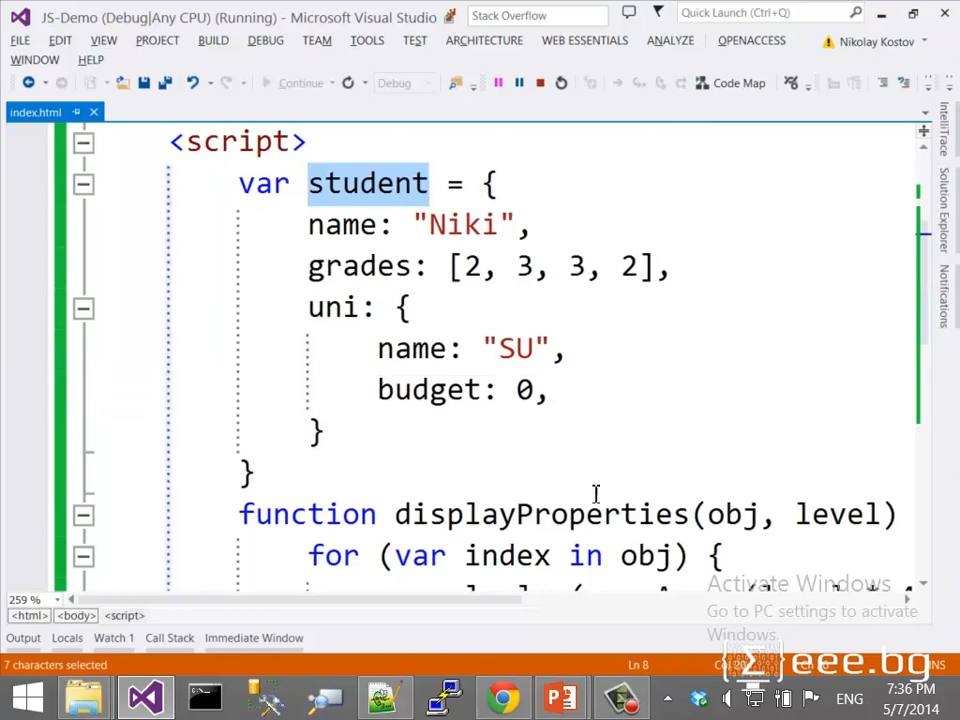 JS-Demo (Debug|Any CPU) (Running) - Microsoft Visual Studio
Stack Overflow
Quick Launch (Ctrl+Q)
FILE EDIT VIEW PROJECT BUILD DEBUG TEAM TOOLS TEST ARCHITECTURE WEB ESSENTIALS ANALYZE OPENACCESS Nikolay Kostov
WINDOW HELP
Continue Debug Code Map
index.html
IntelliTrace
Solution Explorer
Notifications
<script>
var student = {
name: "Niki",
grades: [2, 3, 3, 2],
uni: {
name: "SU",
budget: 0,
}
}
function displayProperties(obj, level)
for (var index in obj) {
Activate Windows
Go to PC settings to activate
Windows.
259 %
<html> <body> <script>
Output Locals Watch 1 Call Stack Immediate Window
7 characters selected Ln 8
{Σ} eee.bg
ENG
7:36 PM
5/7/2014